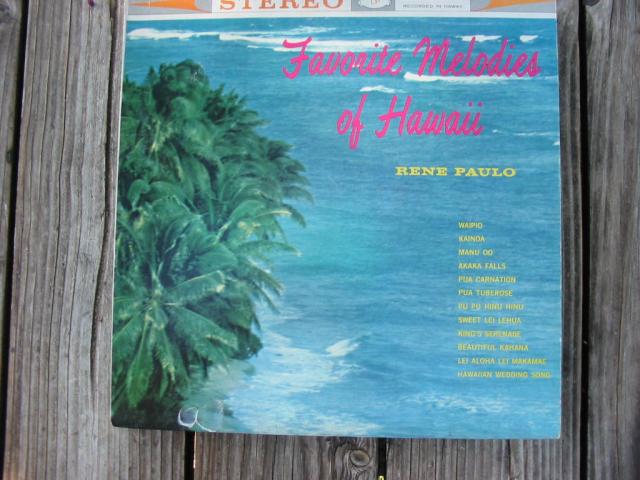 STEREO
LP
RECORDED IN HAWAII
Favorite Melodies
of Hawaii
RENE PAULO
WAIPIO
KAINOA
MANU OO
AKAKA FALLS
PUA CARNATION
PUA TUBEROSE
PU PU HINU HINU
SWEET LEI LEHUA
KING'S SERENADE
BEAUTIFUL KAHANA
LEI ALOHA LEI MAKAMAE
HAWAIIAN WEDDING SONG